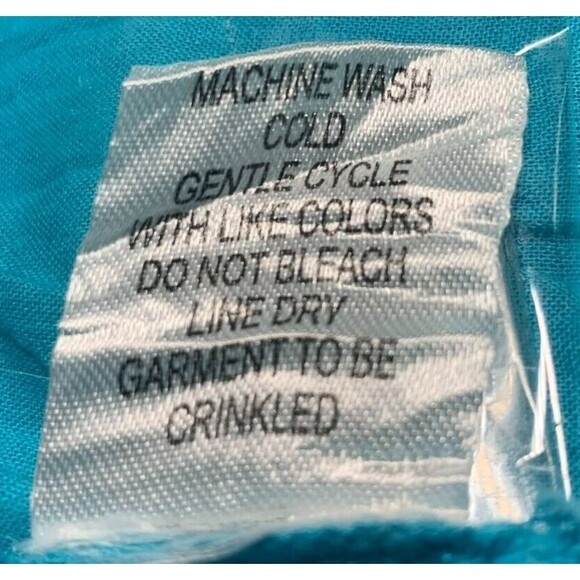 MACHINE WASH
COLD
GENTLE CYCLE
WITH LIKE COLORS
DO NOT BLEACH
LINE DRY
GARMENT TO BE
CRINKLED